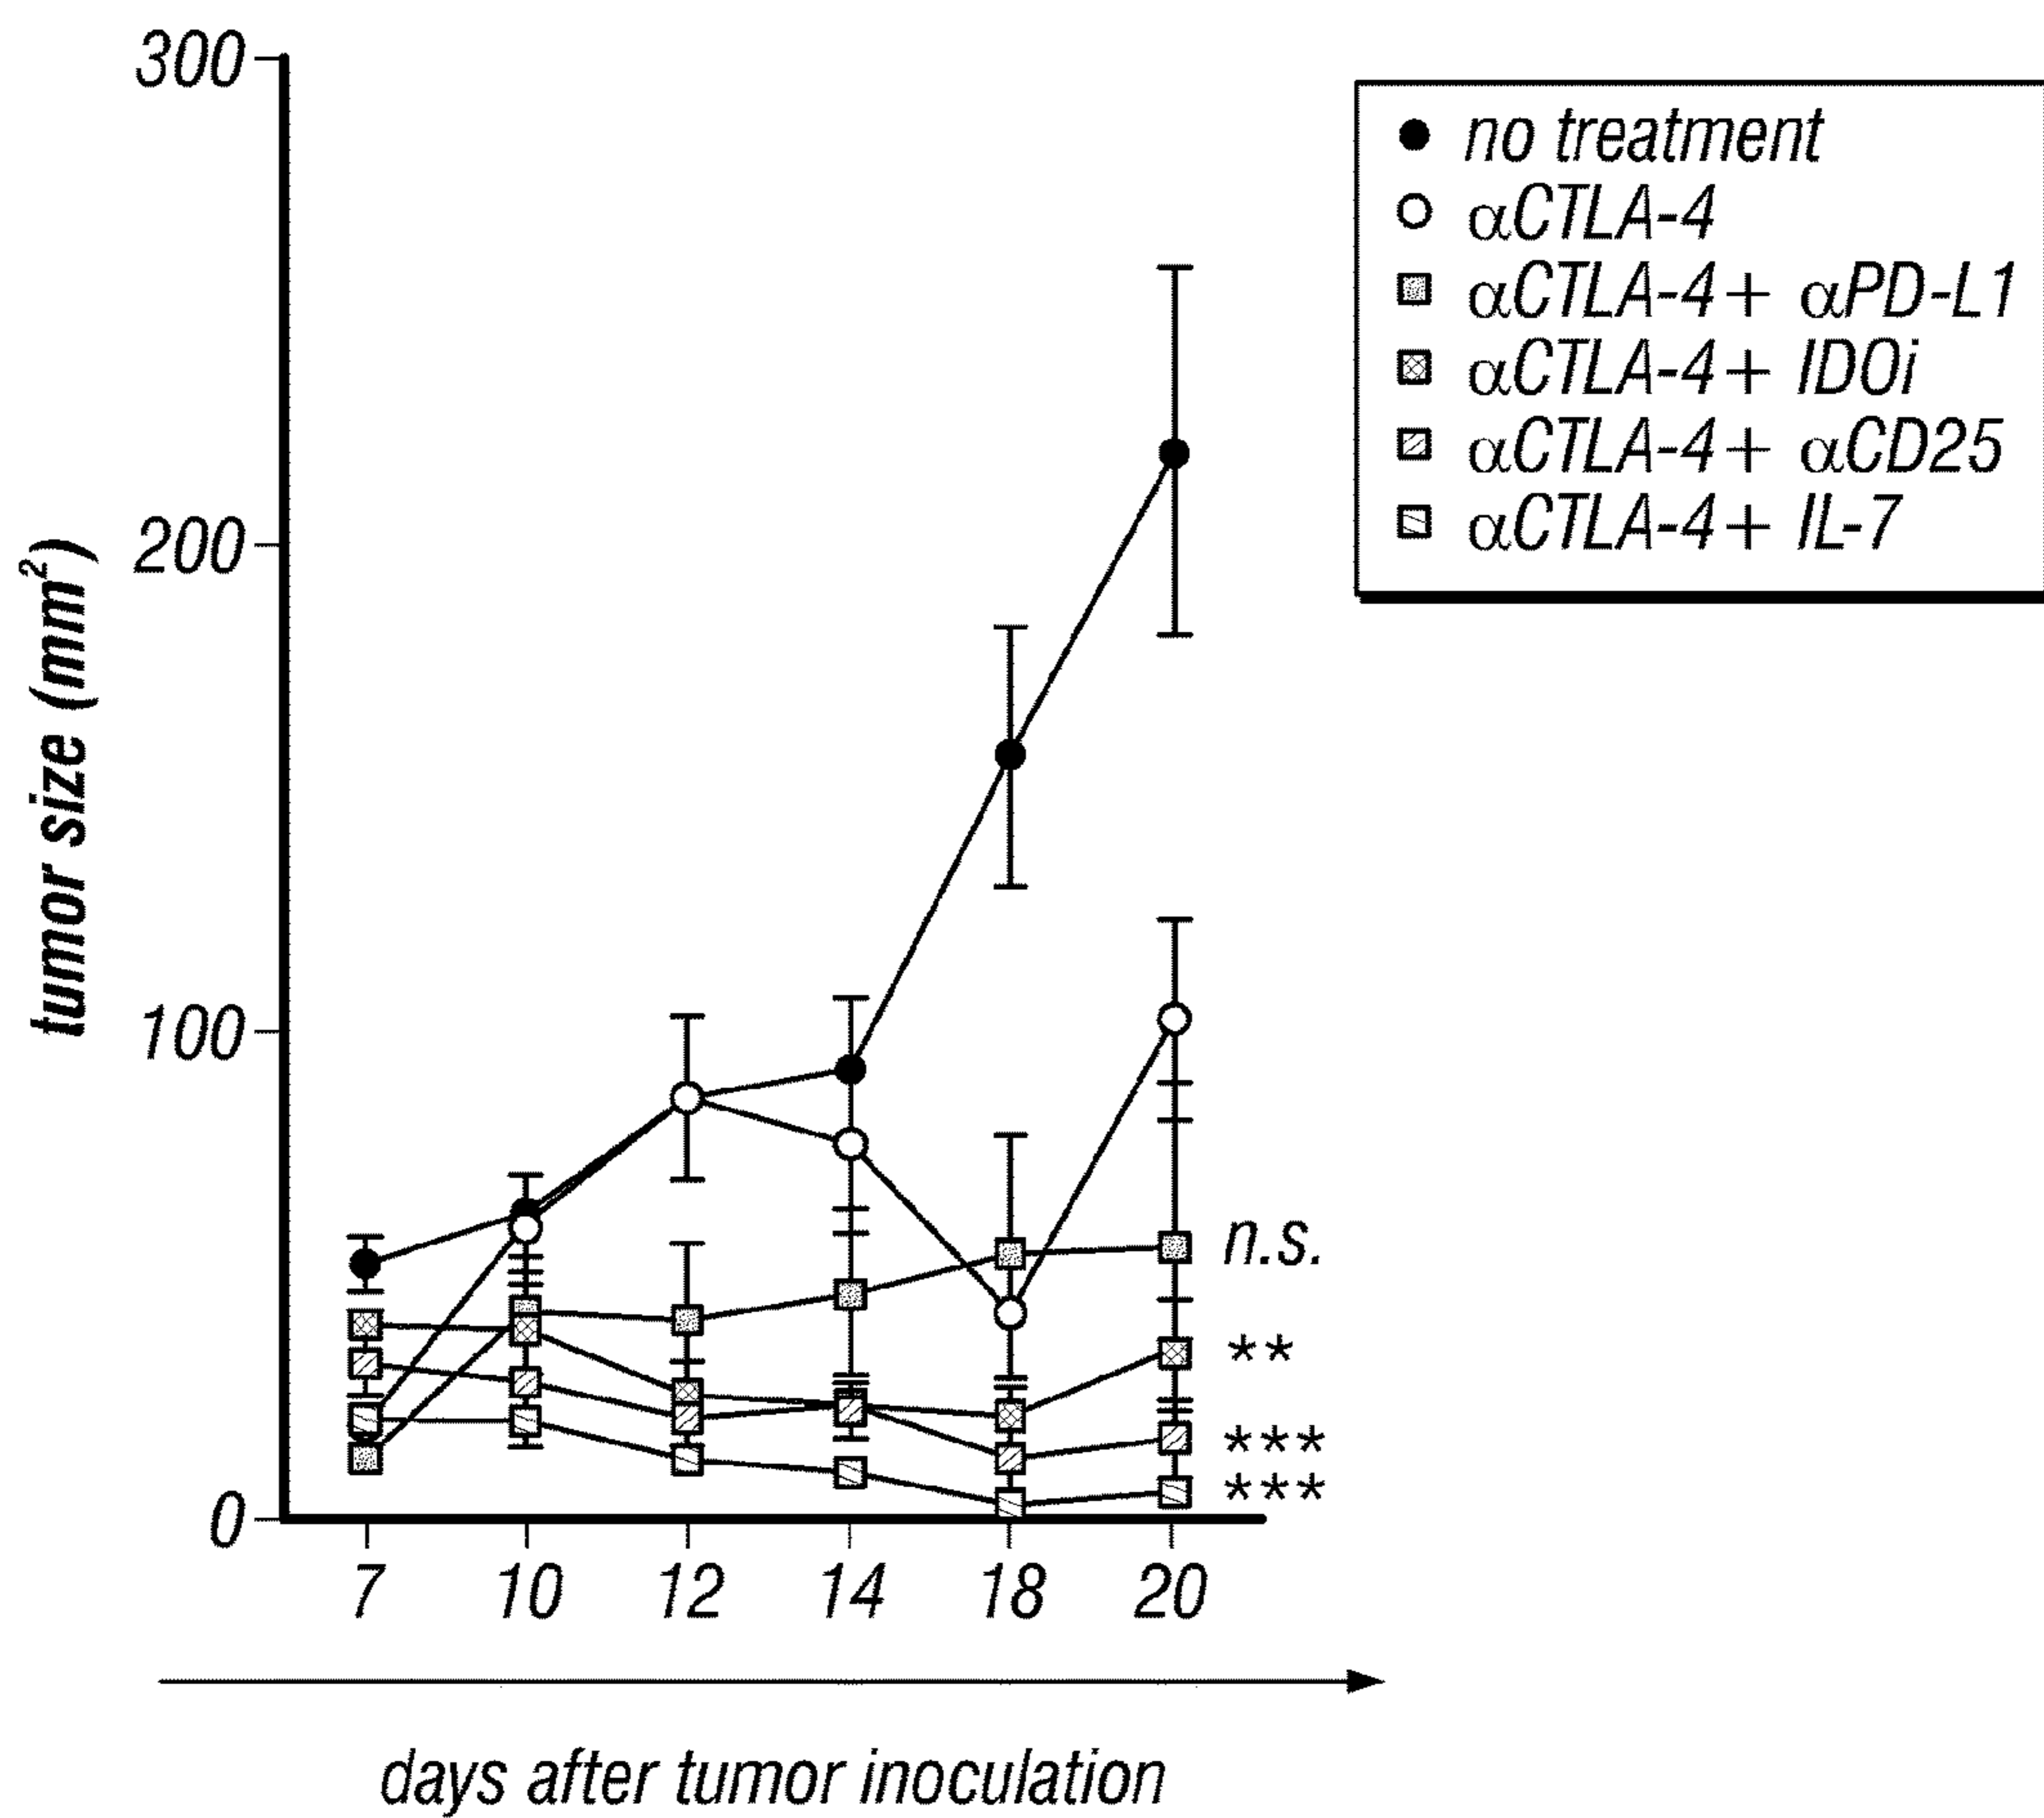 300
200
100
0
tumor size (mm²)
no treatment
αCTLA-4
αCTLA-4 + αPD-L1
αCTLA-4 + IDOi
αCTLA-4 + αCD25
αCTLA-4 + IL-7
n.s.
**
***
***
7 10 12 14 18 20
days after tumor inoculation